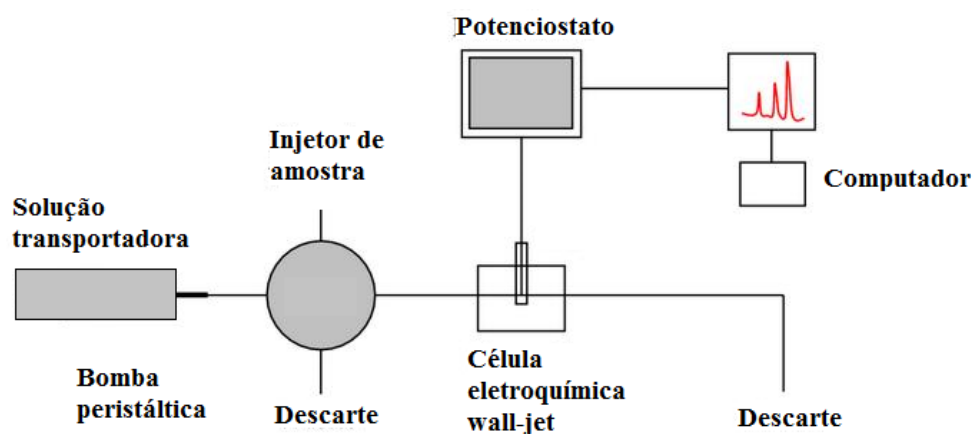 Potenciostato
Injetor de
amostra
Computador
Solução
transportadora
Bomba
peristáltica
Descarte
Célula
eletroquímica
wall-jet
Descarte